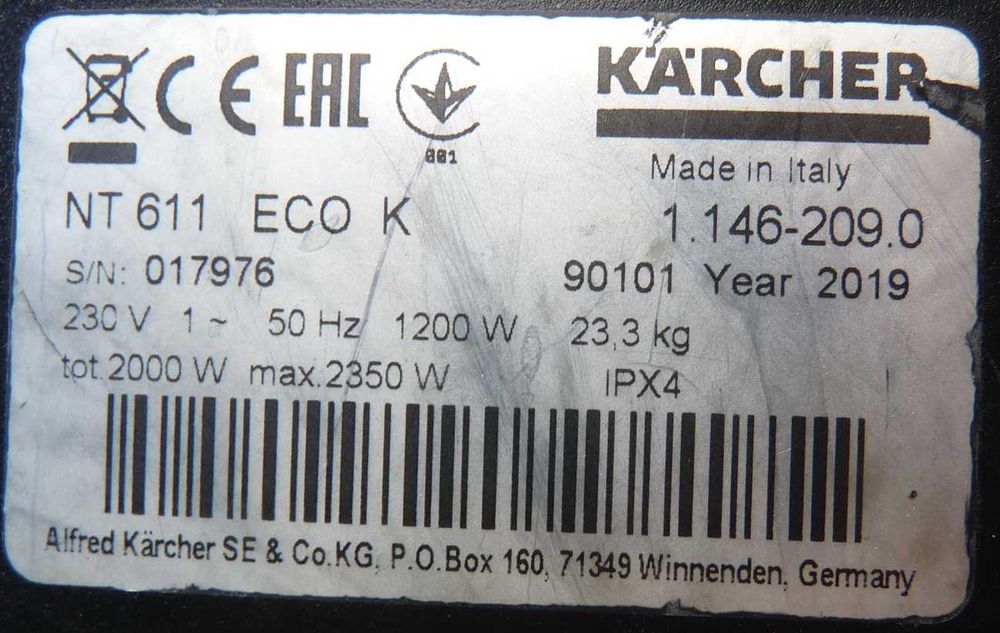 CE EAC KÄRCHER
001
Made in Italy
NT 611 ECO K 1.146-209.0
S/N: 017976 90101 Year 2019
230 V 1 ~ 50 Hz 1200 W 23,3 kg
tot.2000 W max.2350 W IPX4
Alfred Kärcher SE & Co.KG, P.O.Box 160, 71349 Winnenden, Germany